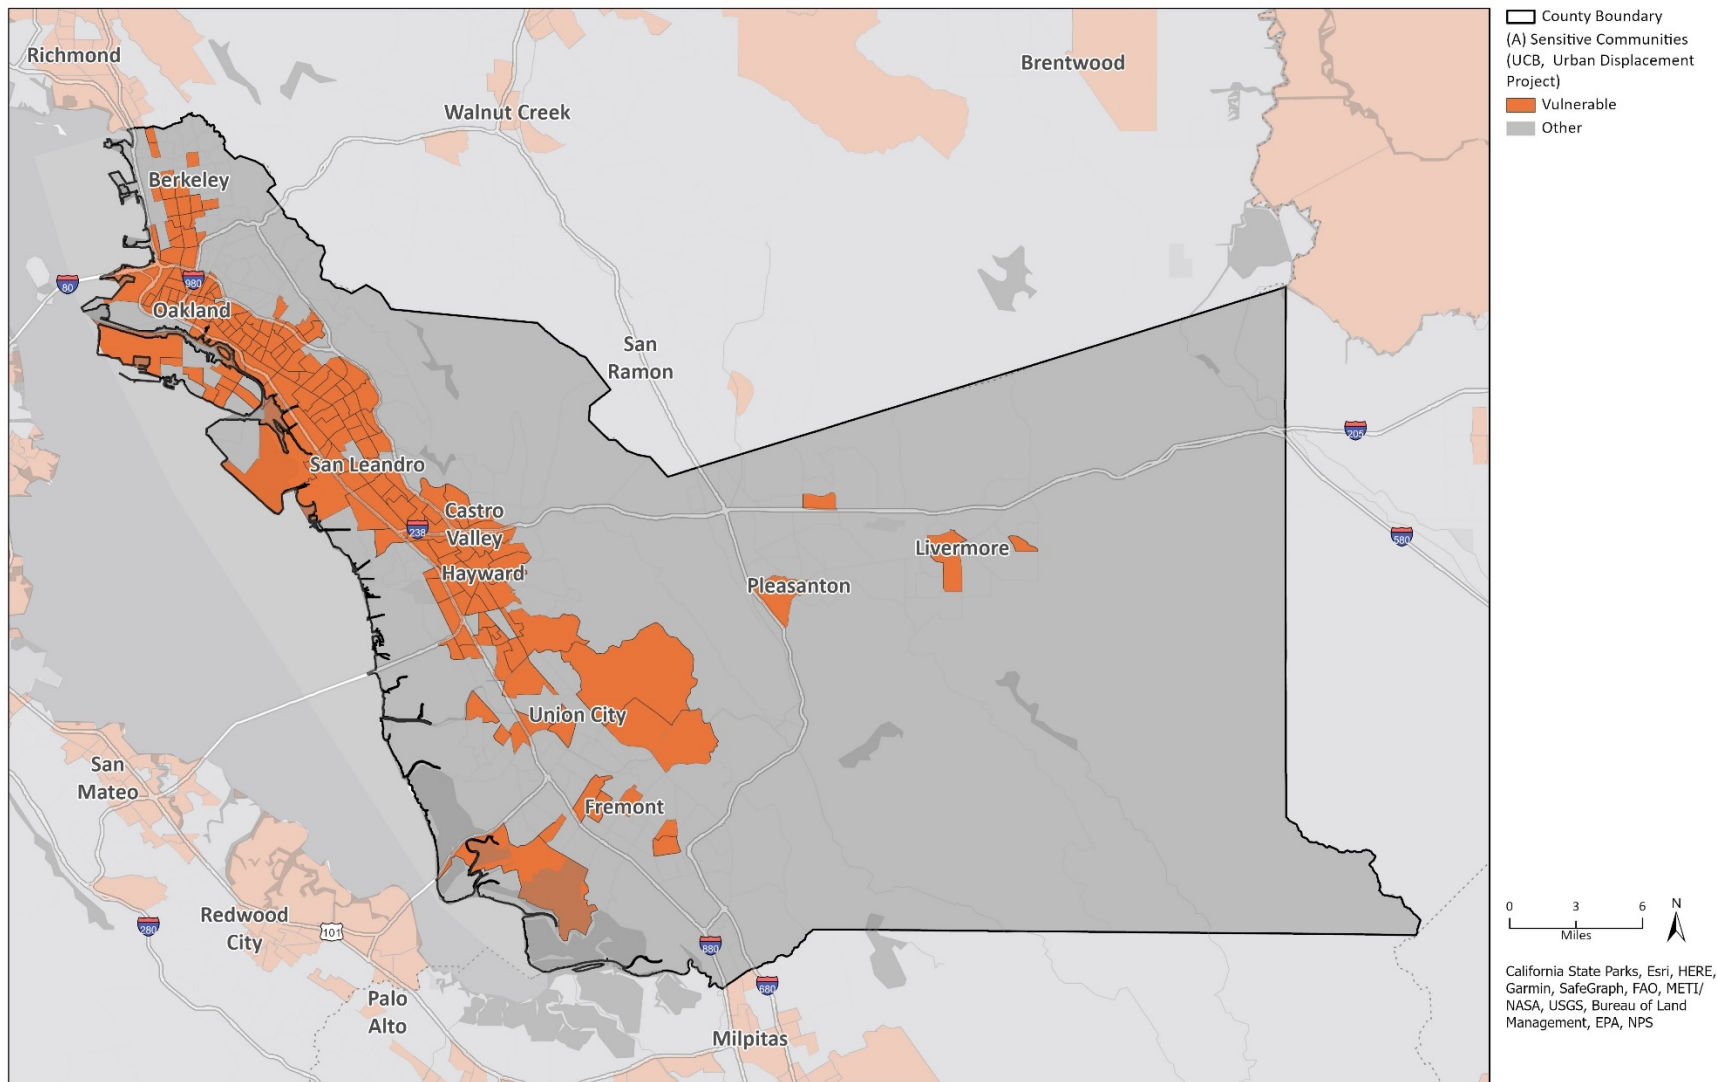 Richmond
Brentwood
Walnut Creek
Berkeley
80
980
Oakland
San
Ramon
205
San Leandro
Castro
Valley
238
580
Livermore
Hayward
Pleasanton
Union City
San
Mateo
Fremont
Redwood
City
280
101
880
680
Palo
Alto
Milpitas
County Boundary
(A) Sensitive Communities
(UCB, Urban Displacement
Project)
Vulnerable
Other
0 3 6
Miles
N
California State Parks, Esri, HERE,
Garmin, SafeGraph, FAO, METI/
NASA, USGS, Bureau of Land
Management, EPA, NPS